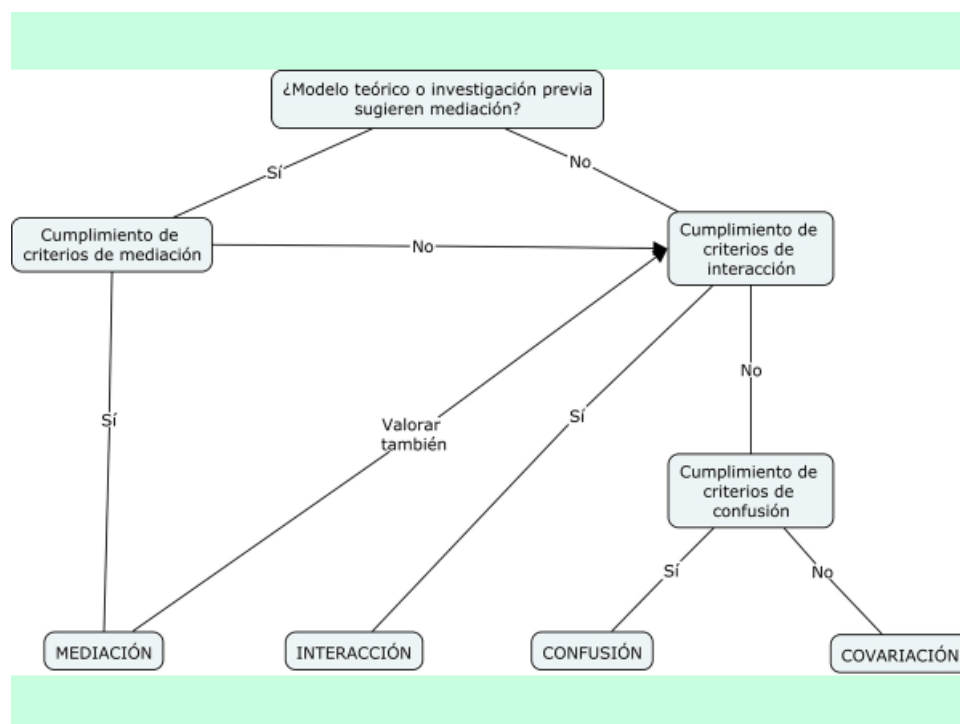 ¿Modelo teórico o investigación previa
sugieren mediación?
Sí
No
Cumplimiento de
criterios de mediación
No
Cumplimiento de
criterios de
interacción
Sí
Valorar
también
Sí
No
Cumplimiento de
criterios de
confusión
Sí
No
MEDIACIÓN
INTERACCIÓN
CONFUSIÓN
COVARIACIÓN